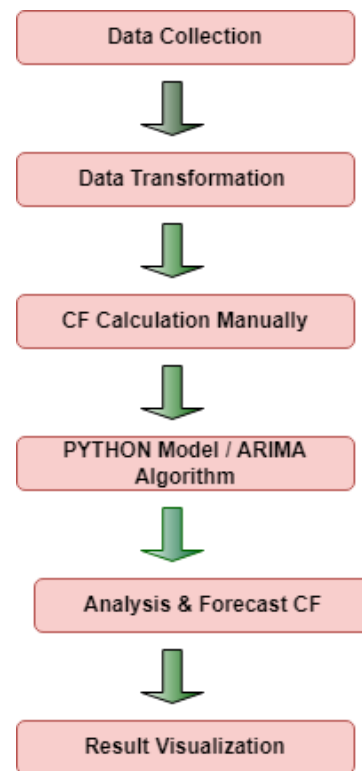 Data Collection
Data Transformation
CF Calculation Manually
PYTHON Model / ARIMA
Algorithm
Analysis & Forecast CF
Result Visualization